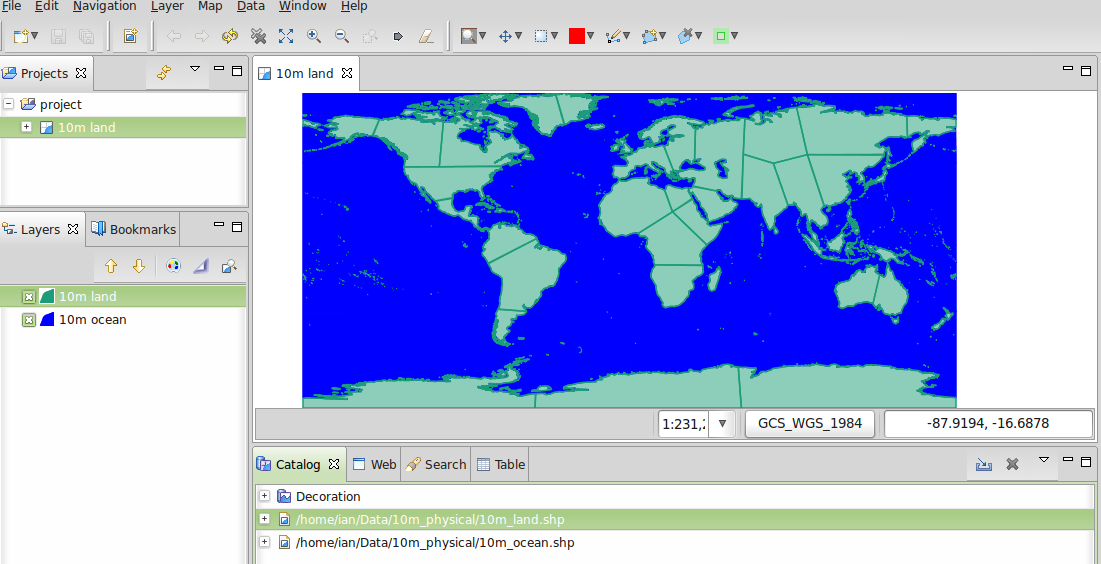 File Edit Navigation Layer Map Data Window Help
Projects
project
10m land
Layers Bookmarks
10m land
10m ocean
10m land
1:231,
GCS_WGS_1984
-87.9194, -16.6878
Catalog Web Search Table
Decoration
/home/ian/Data/10m_physical/10m_land.shp
/home/ian/Data/10m_physical/10m_ocean.shp